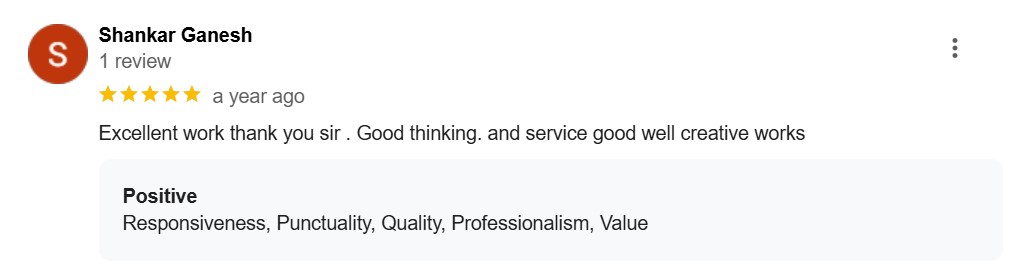 S
Shankar Ganesh
1 review
a year ago
Excellent work thank you sir . Good thinking. and service good well creative works
Positive
Responsiveness, Punctuality, Quality, Professionalism, Value